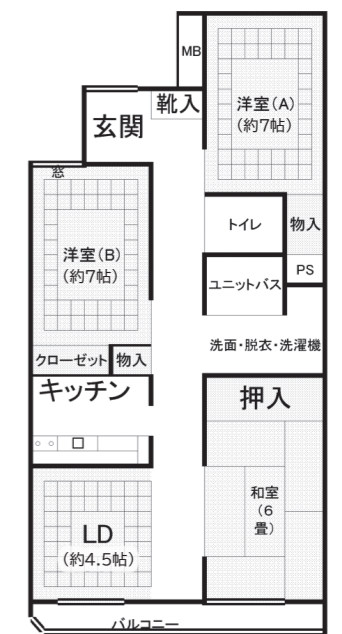 MB
靴入
玄関
洋室(A)
(約7帖)
窓
洋室(B)
(約7帖)
トイレ
物入
PS
ユニットバス
洗面・脱衣・洗濯機
クローゼット
物入
キッチン
押入
和室
(6
畳)
LD
(約4.5帖)
バルコニー